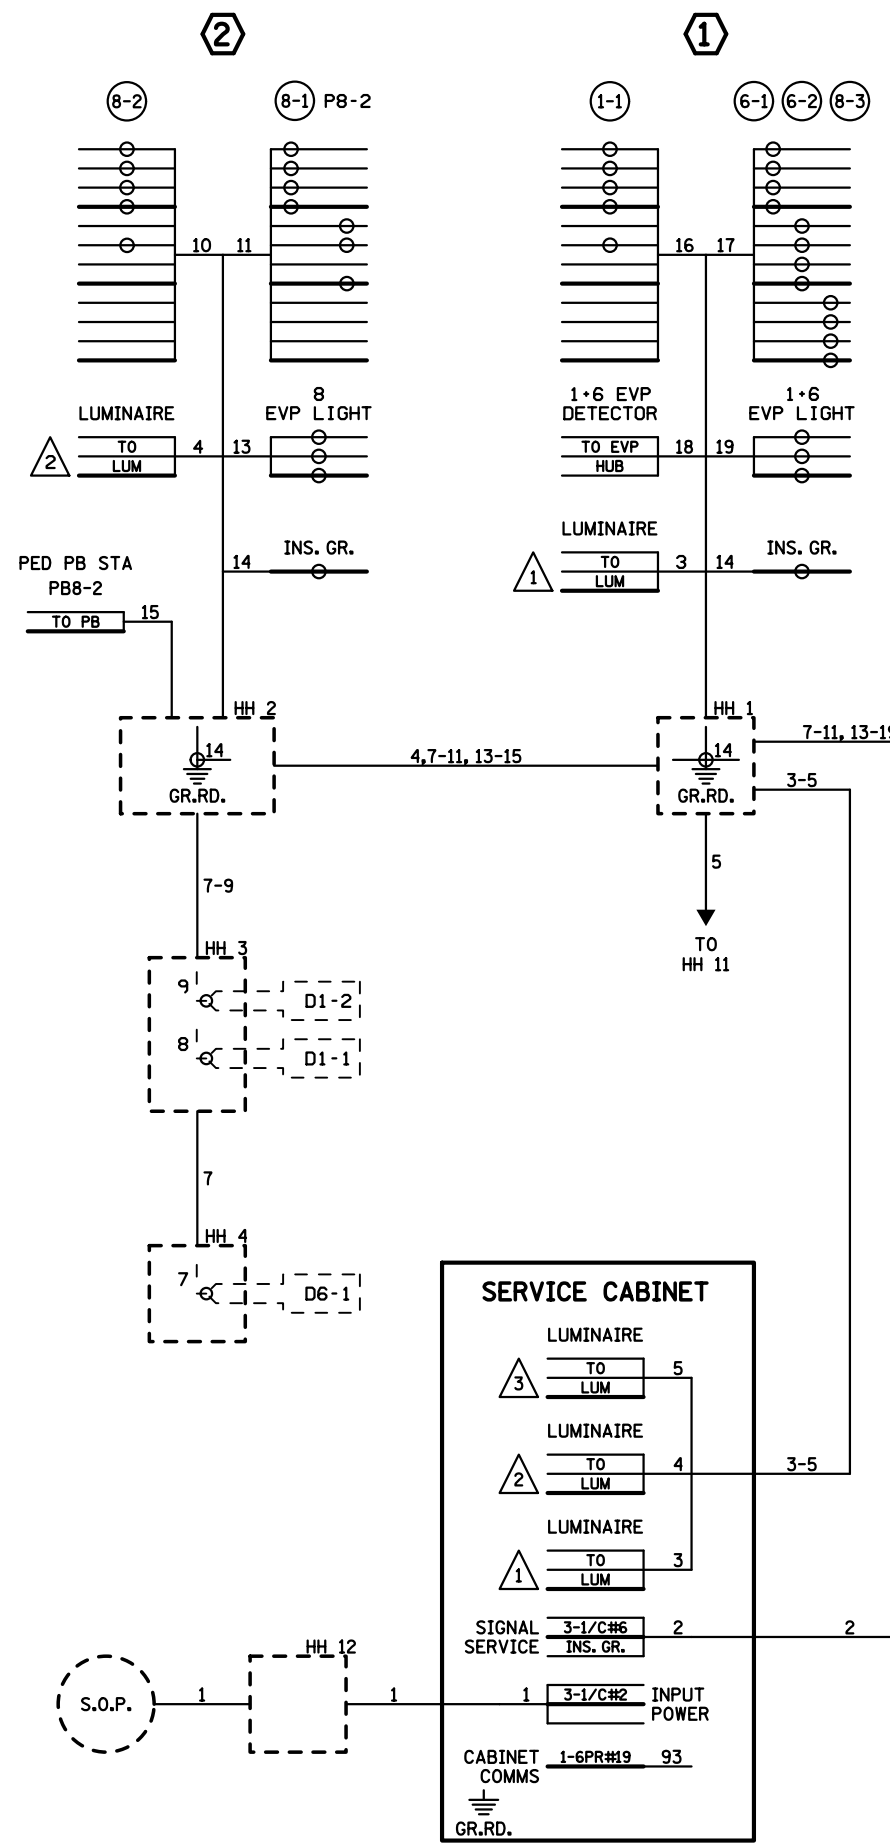 2
1
8-2
8-1 P8-2
1-1
6-1 6-2 8-3
10 11
16 17
LUMINAIRE
8
EVP LIGHT
1+6 EVP
DETECTOR
1+6
EVP LIGHT
2
TO
LUM
4 13
TO EVP
HUB
18 19
INS. GR.
14
LUMINAIRE
1
TO
LUM
3 14
INS. GR.
PED PB STA
PB8-2
TO PB
15
HH 2
14
GR.RD.
4,7-11, 13-15
HH 1
14
GR.RD.
7-11, 13-19
3-5
5
TO
HH 11
7-9
HH 3
9
D1-2
8
D1-1
7
HH 4
7
D6-1
SERVICE CABINET
LUMINAIRE
3
TO
LUM
5
LUMINAIRE
2
TO
LUM
4
3-5
LUMINAIRE
1
TO
LUM
3
SIGNAL
SERVICE
3-1/C#6
INS. GR.
2
2
S.O.P.
1
HH 12
1
1
3-1/C#2
INPUT
POWER
CABINET
COMMS
1-6PR#19
93
GR.RD.